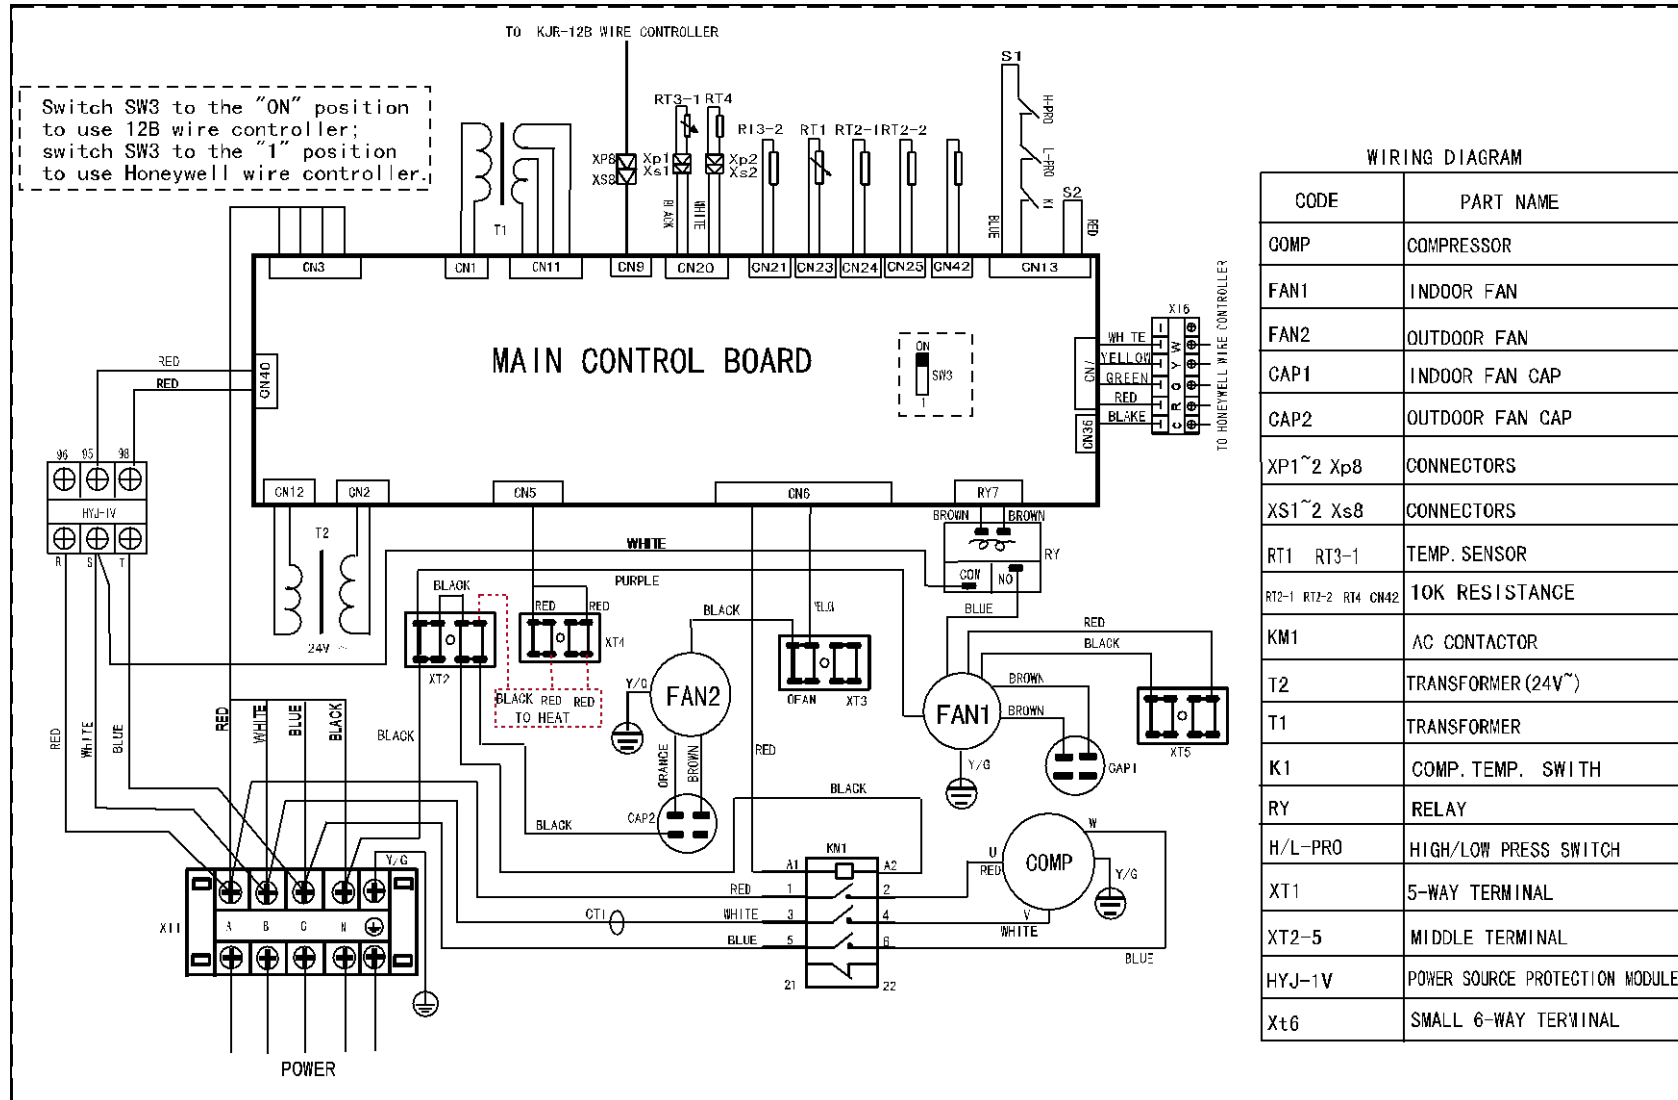 TO KJR-12B WIRE CONTROLLER
Switch SW3 to the "ON" position
to use 12B wire controller;
switch SW3 to the "1" position
to use Honeywell wire controller.
T1
XP8
XS8
RT3-1 RT4
Xp1
Xs1
Xp2
Xs2
BLACK
WHITE
RT3-2
RT1
RT2-1
RT2-2
S1
H-PRO
L-PRO
K1
S2
BLUE
RED
CN3
CN1
CN11
CN9
CN20
CN21
CN23
CN24
CN25
CN42
CN13
MAIN CONTROL BOARD
ON
SW3
1
CN40
RED
RED
CN7
CN36
WH TE
YELLOW
GREEN
RED
BLAKE
XT6
W
Y
G
R
C
TO HONEYWELL WIRE CONTROLLER
CN12
CN2
CN5
CN6
RY7
96 95 98
HYJ-1V
R S T
T2
24V ~
WHITE
PURPLE
BLACK
XT2
RED
RED
XT4
BLACK RED RED
TO HEAT
BLACK
YELO
OFAN
XT3
BROWN
BROWN
RY
COM
NO
BLUE
RED
BLACK
BROWN
BROWN
FAN1
Y/G
CAP1
XT5
FAN2
Y/G
ORANGE
BROWN
CAP2
RED
WHITE
BLUE
RED
WHITE
BLUE
BLACK
BLACK
BLACK
RED
BLACK
KM1
A1
A2
RED
1
2
WHITE
3
4
BLUE
5
6
21
22
CT1
COMP
U
RED
V
WHITE
W
BLUE
Y/G
XT1
A B C N
Y/G
POWER
WIRING DIAGRAM
CODE PART NAME
COMP COMPRESSOR
FAN1 INDOOR FAN
FAN2 OUTDOOR FAN
CAP1 INDOOR FAN CAP
CAP2 OUTDOOR FAN CAP
XP1~2 Xp8 CONNECTORS
XS1~2 Xs8 CONNECTORS
RT1 RT3-1 TEMP. SENSOR
RT2-1 RT2-2 RT4 CN42 10K RESISTANCE
KM1 AC CONTACTOR
T2 TRANSFORMER(24V~)
T1 TRANSFORMER
K1 COMP. TEMP. SWITH
RY RELAY
H/L-PRO HIGH/LOW PRESS SWITCH
XT1 5-WAY TERMINAL
XT2-5 MIDDLE TERMINAL
HYJ-1V POWER SOURCE PROTECTION MODULE
Xt6 SMALL 6-WAY TERMINAL